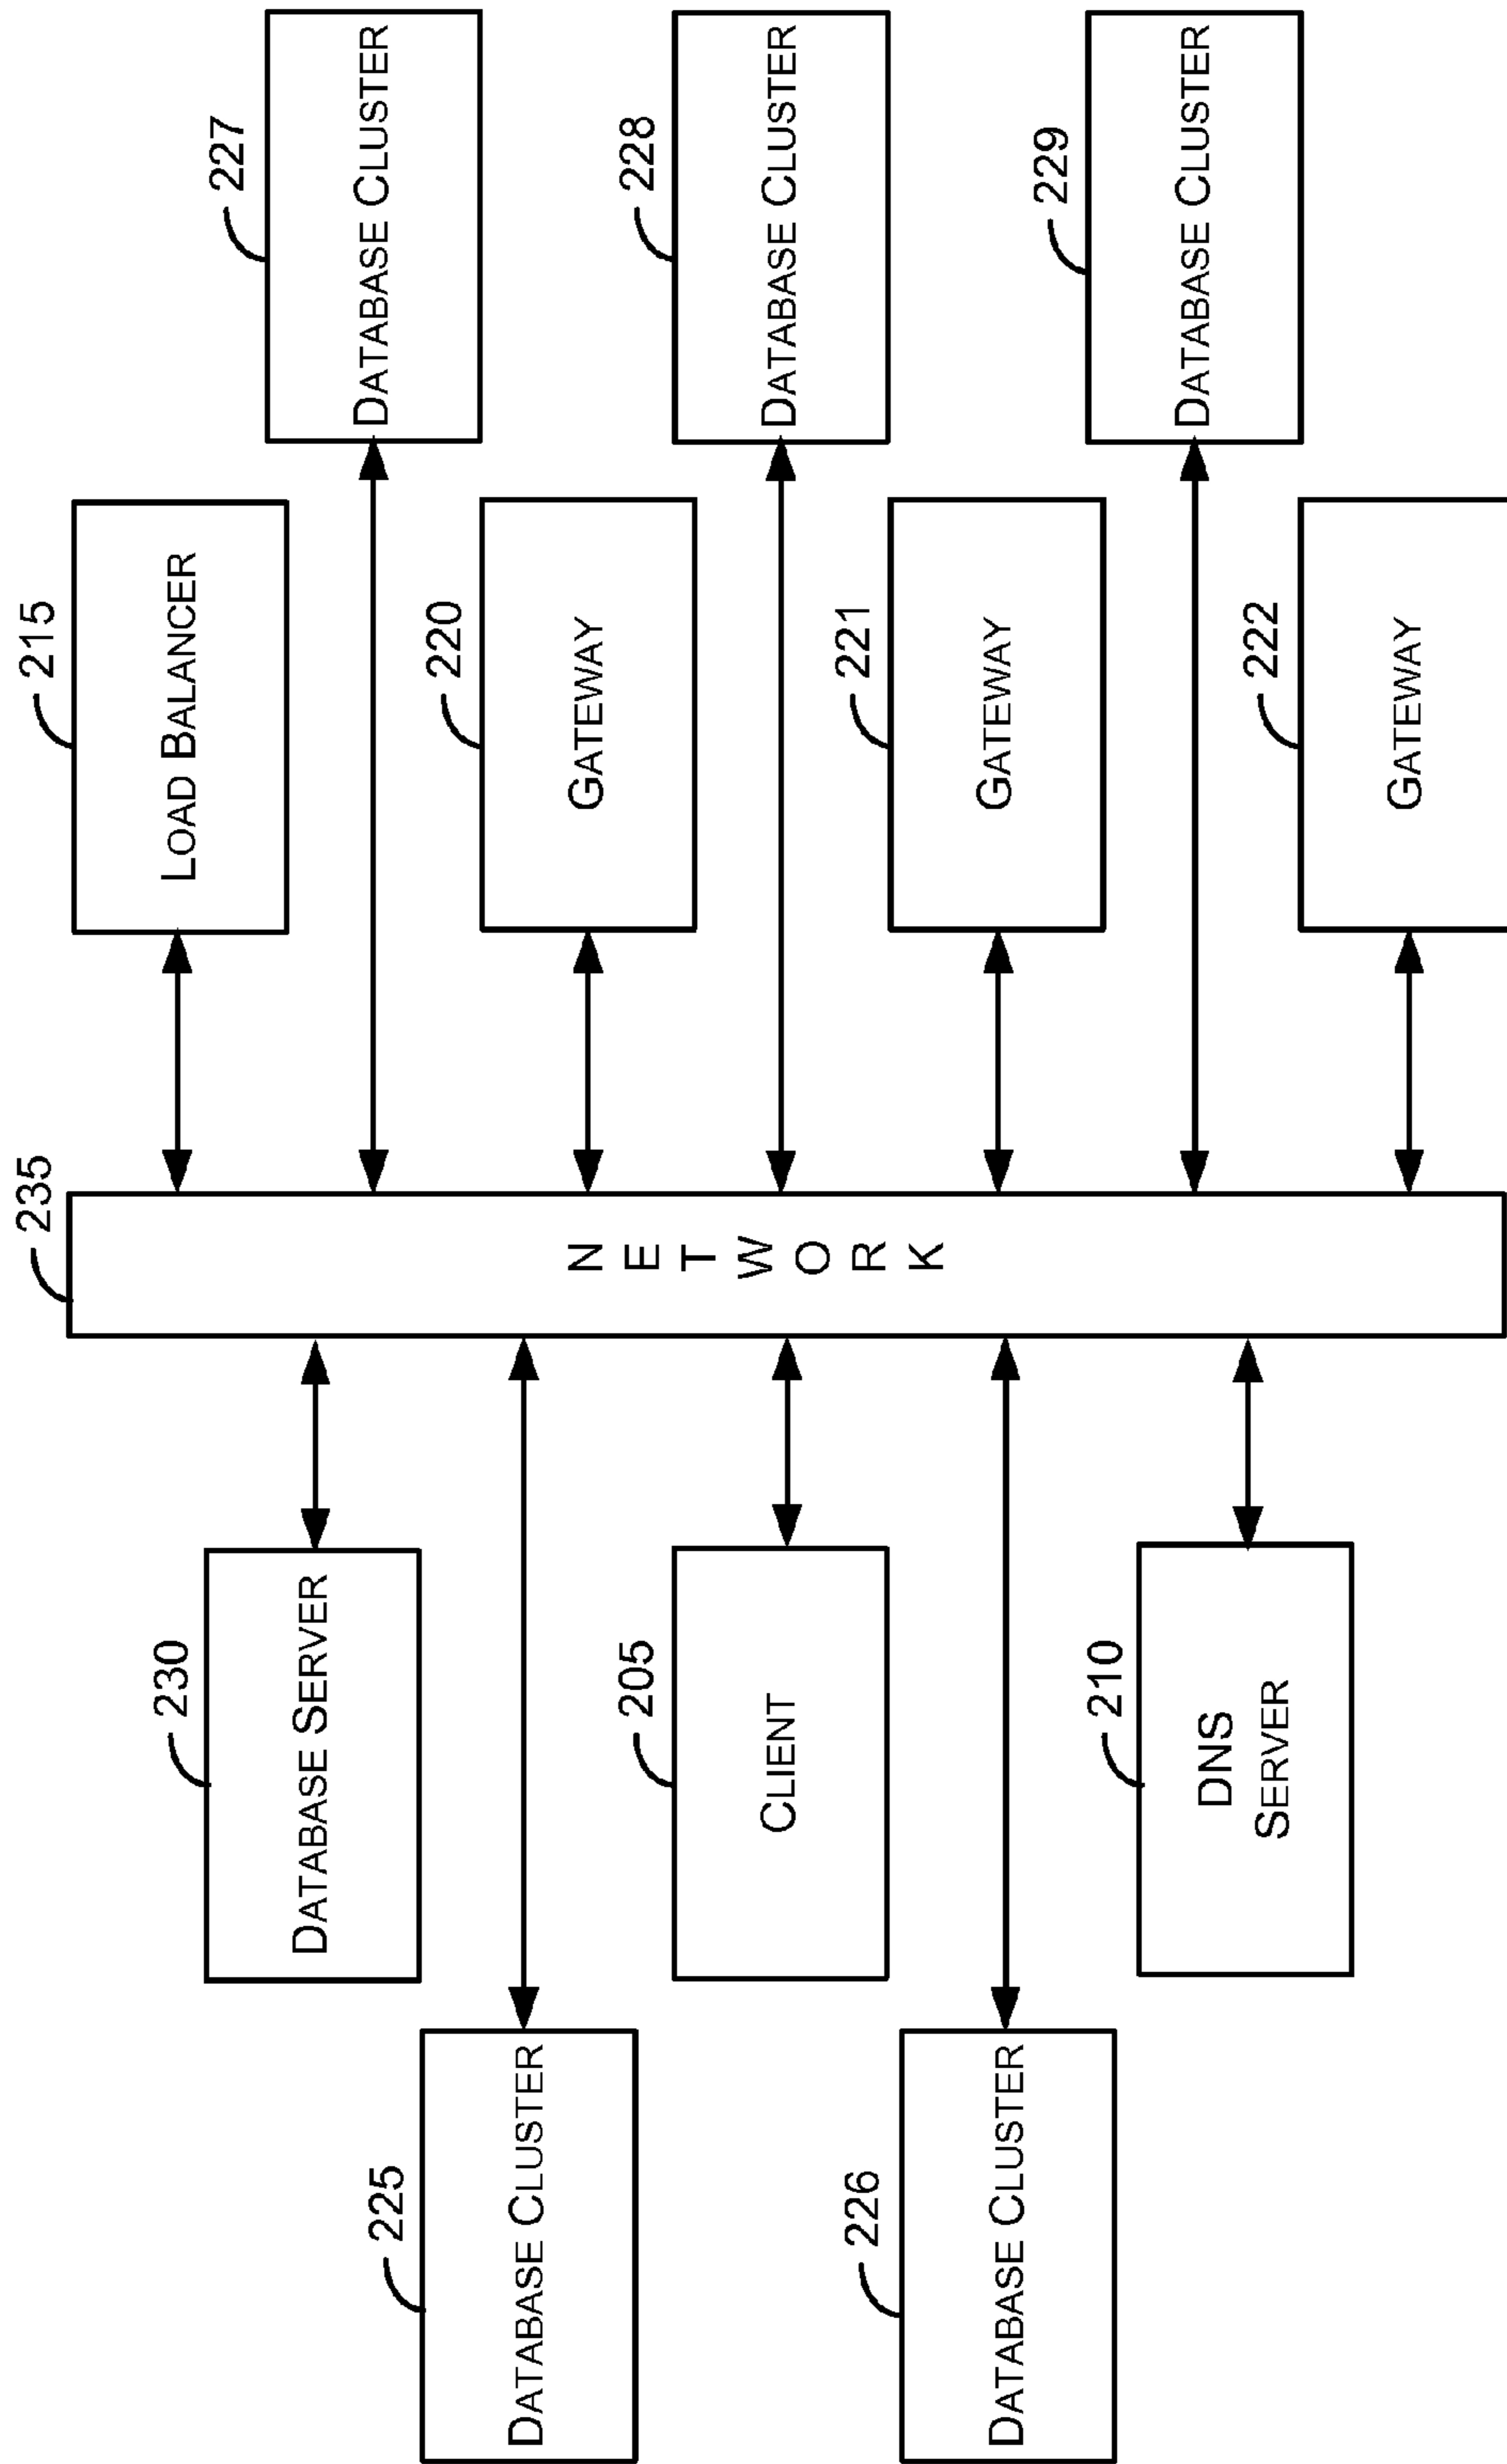 235
215
LOAD BALANCER
230
DATABASE SERVER
227
DATABASE CLUSTER
225
DATABASE CLUSTER
220
GATEWAY
N
E
T
W
O
R
K
205
CLIENT
228
DATABASE CLUSTER
226
DATABASE CLUSTER
221
GATEWAY
229
DATABASE CLUSTER
210
DNS
SERVER
222
GATEWAY